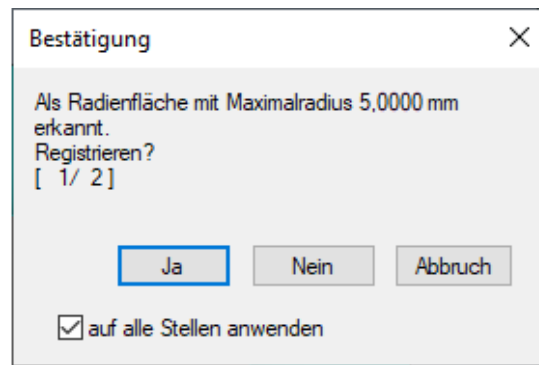 Bestätigung
Als Radienfläche mit Maximalradius 5,0000 mm
erkannt.
Registrieren?
[ 1/ 2 ]
Ja Nein Abbruch
auf alle Stellen anwenden